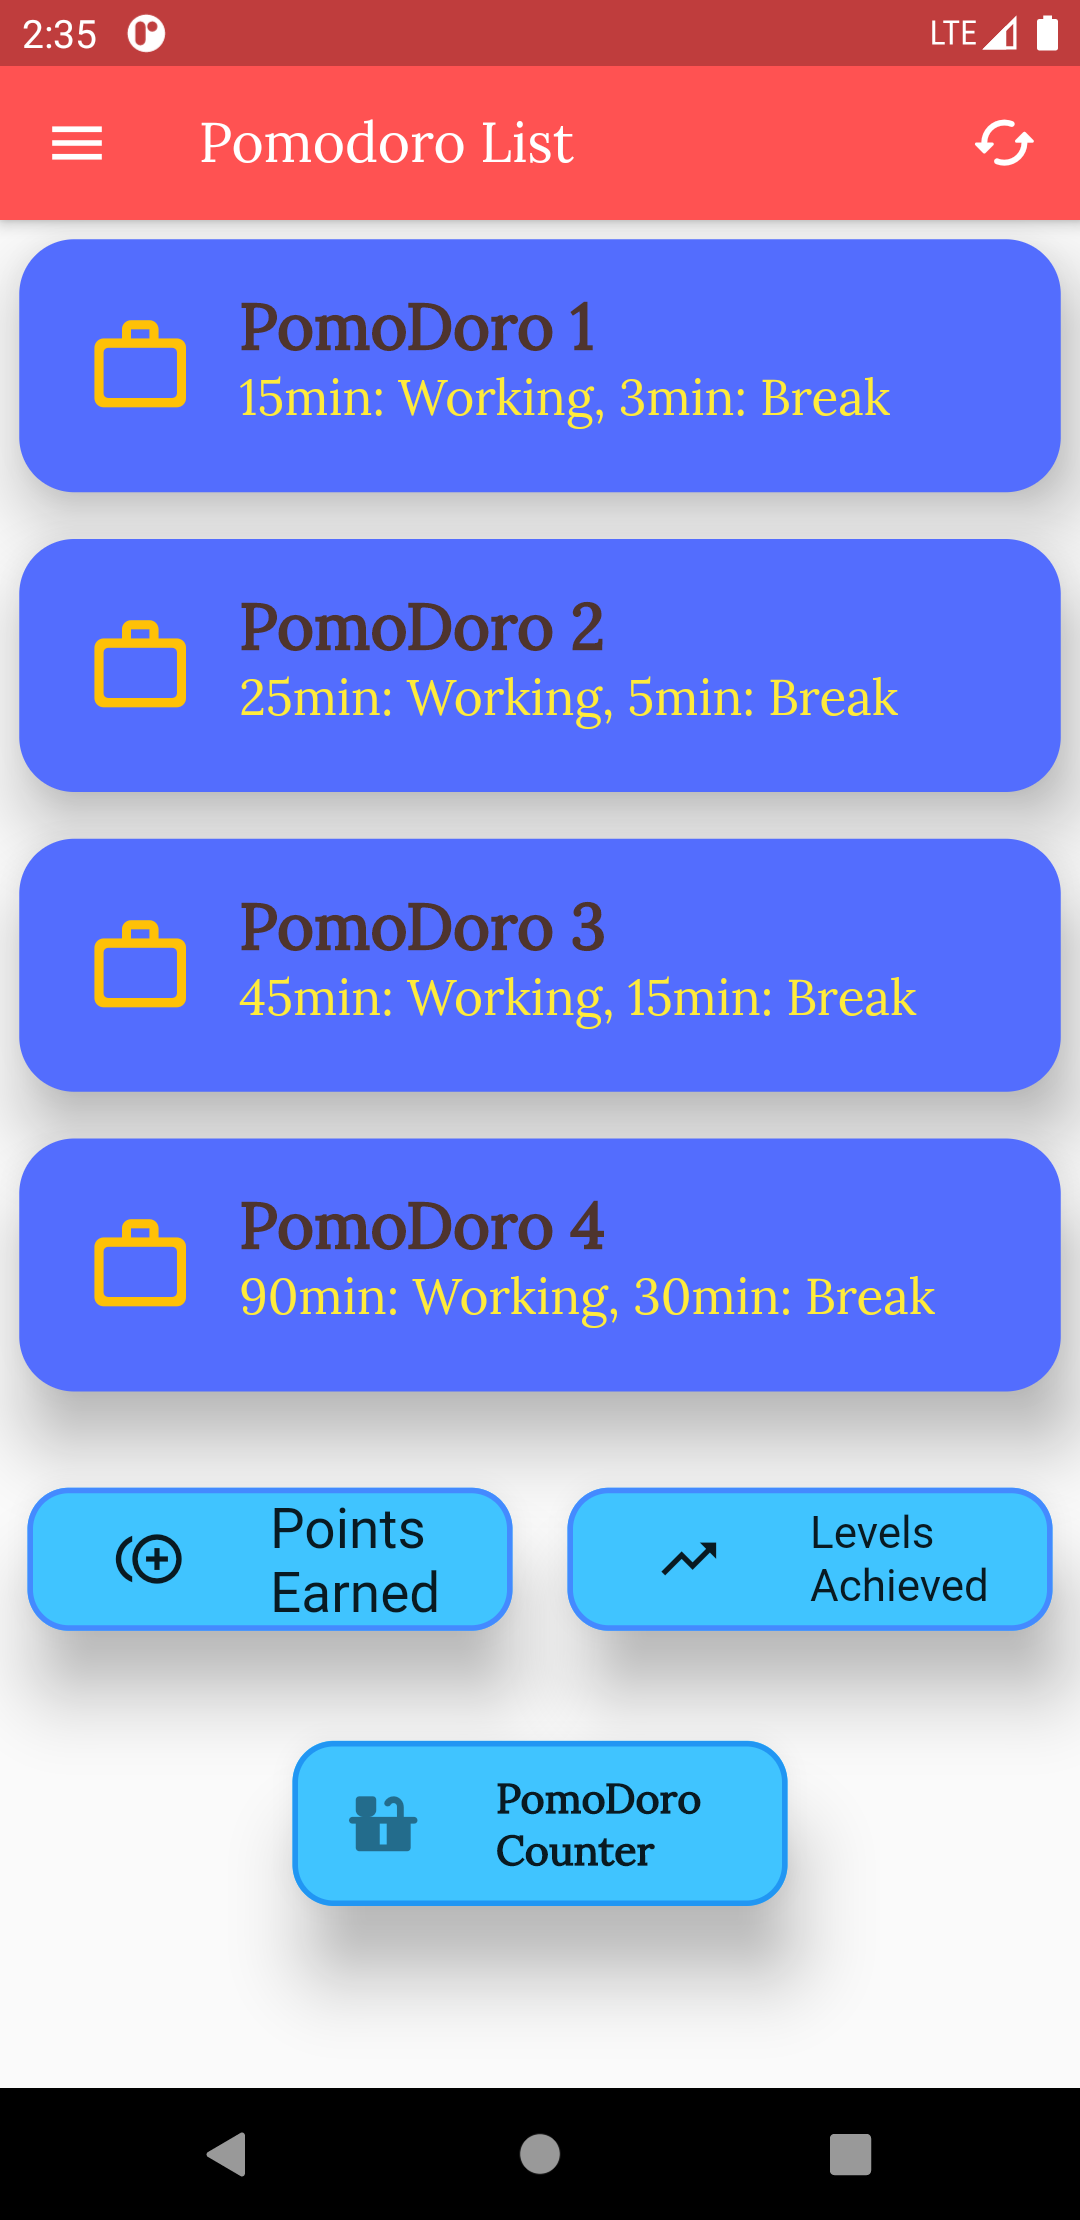 2:35
LTE
Pomodoro List
PomoDoro 1
15min: Working, 3min: Break
PomoDoro 2
25min: Working, 5min: Break
PomoDoro 3
45min: Working, 15min: Break
PomoDoro 4
90min: Working, 30min: Break
Points
Earned
Levels
Achieved
PomoDoro
Counter